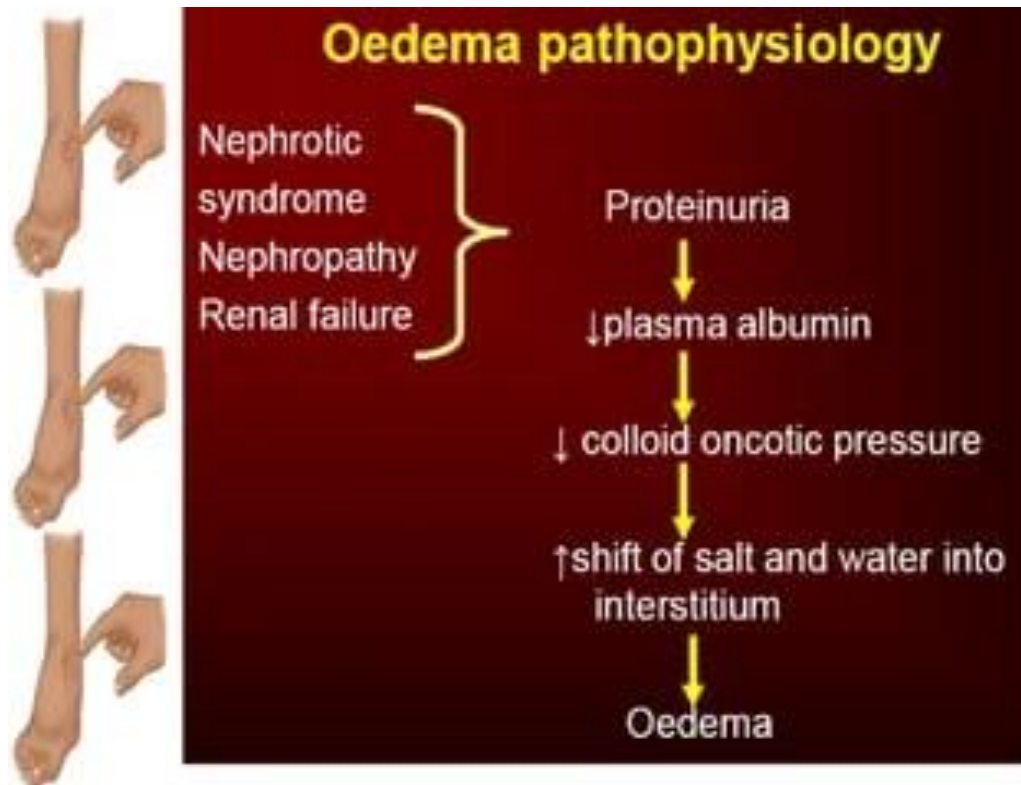 Oedema pathophysiology
Nephrotic
syndrome
Nephropathy
Renal failure
Proteinuria
↓plasma albumin
↓ colloid oncotic pressure
↑shift of salt and water into
interstitium
Oedema